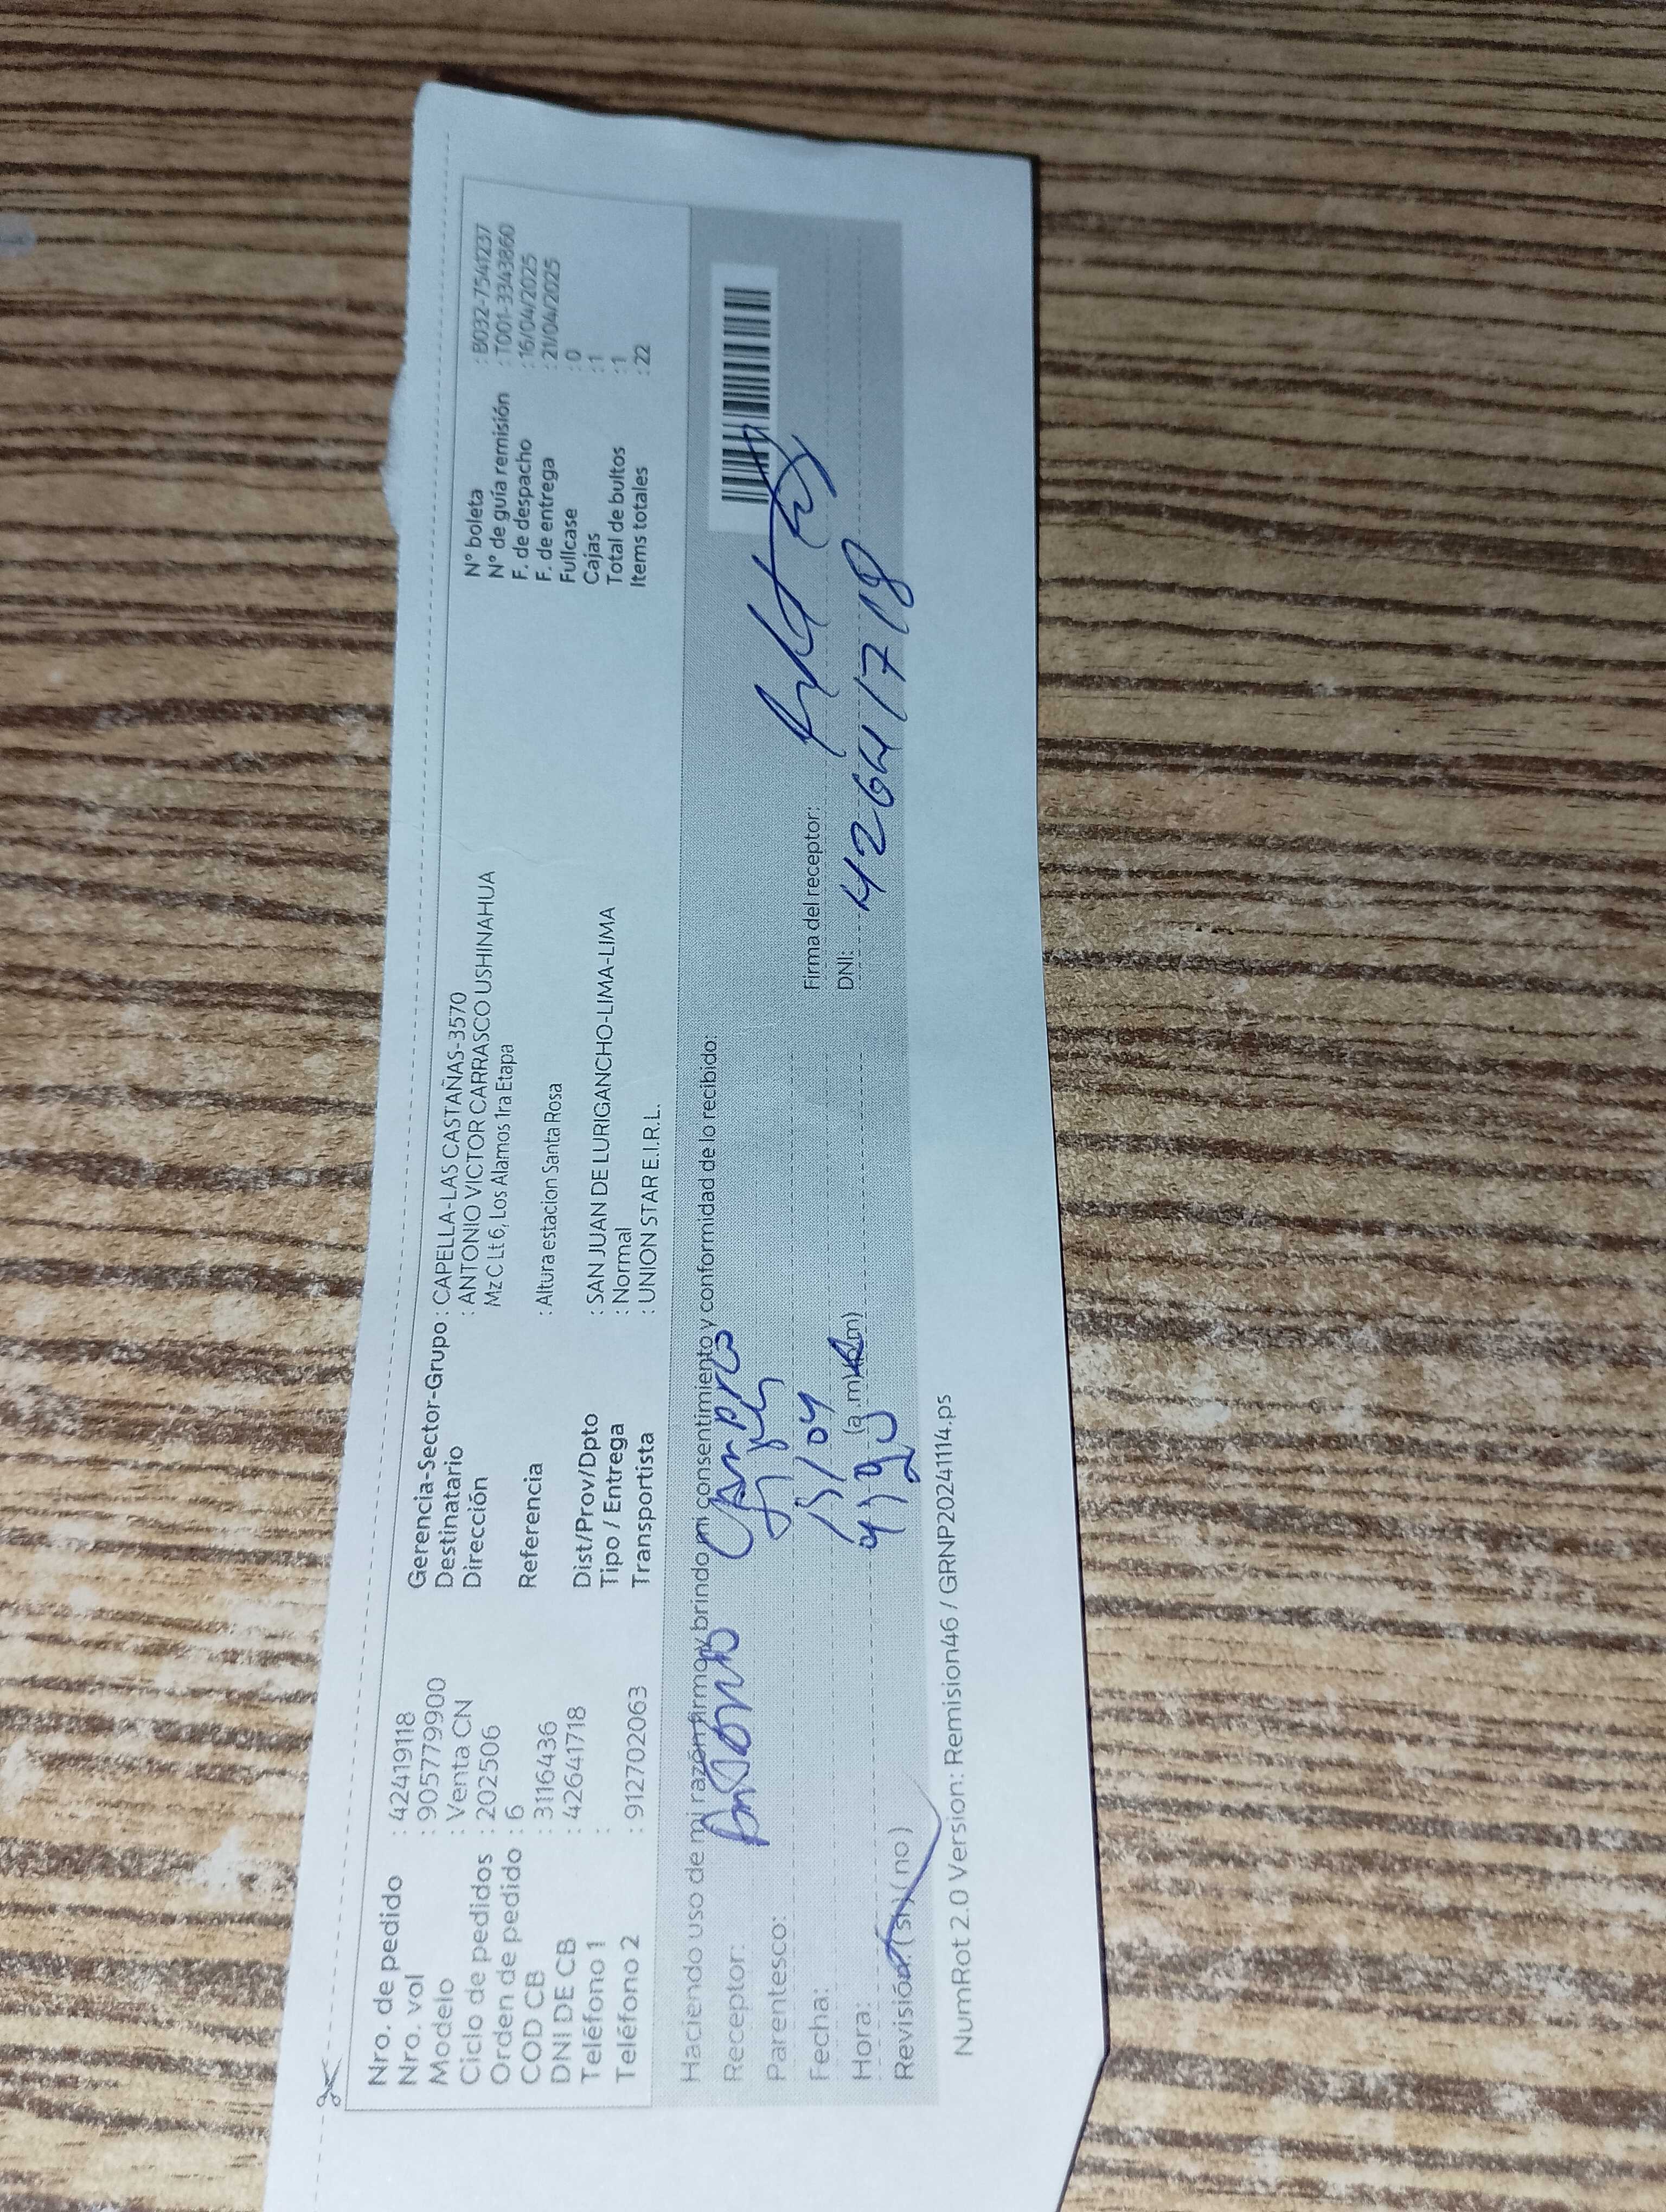 Nro. de pedido : 42419118
Nro. vol : 90577799900
Modelo : Venta CN
Ciclo de pedidos : 202506
Orden de pedido : 6
COD CB : 31116436
DNI DE CB : 42641718
Teléfono 1 :
Teléfono 2 : 912702063
Gerencia-Sector-Grupo : CAPELLA-LAS CASTAÑAS-3570
Destinatario : ANTONIO VICTOR CARRASCO USHINAHUA
Dirección MzC Lt 6, Los Alamos 1ra Etapa
Referencia : Altura estacion Santa Rosa
Dist/Prov/Dpto : SAN JUAN DE LURIGANCHO-LIMA-LIMA
Tipo / Entrega : Normal
Transportista : UNION STAR E.I.R.L.
N° boleta : B032-7541237
N° de guía remisión : T001-3343860
F. de despacho : 16/04/2025
F. de entrega : 21/04/2025
Fullcase : 0
Cajas : 1
Total de bultos : 1
Items totales : 22
Haciendo uso de mi razón firmo y brindo mi consentimiento y conformidad de lo recibido:
Receptor: Antonio
Parentesco:
Fecha:
Hora: (a.m)
Revisión: (si) (no)
Firma del receptor:
DNI: 42641718
NumRot 2.0 Version: Remision46 / GRNP20241114.ps